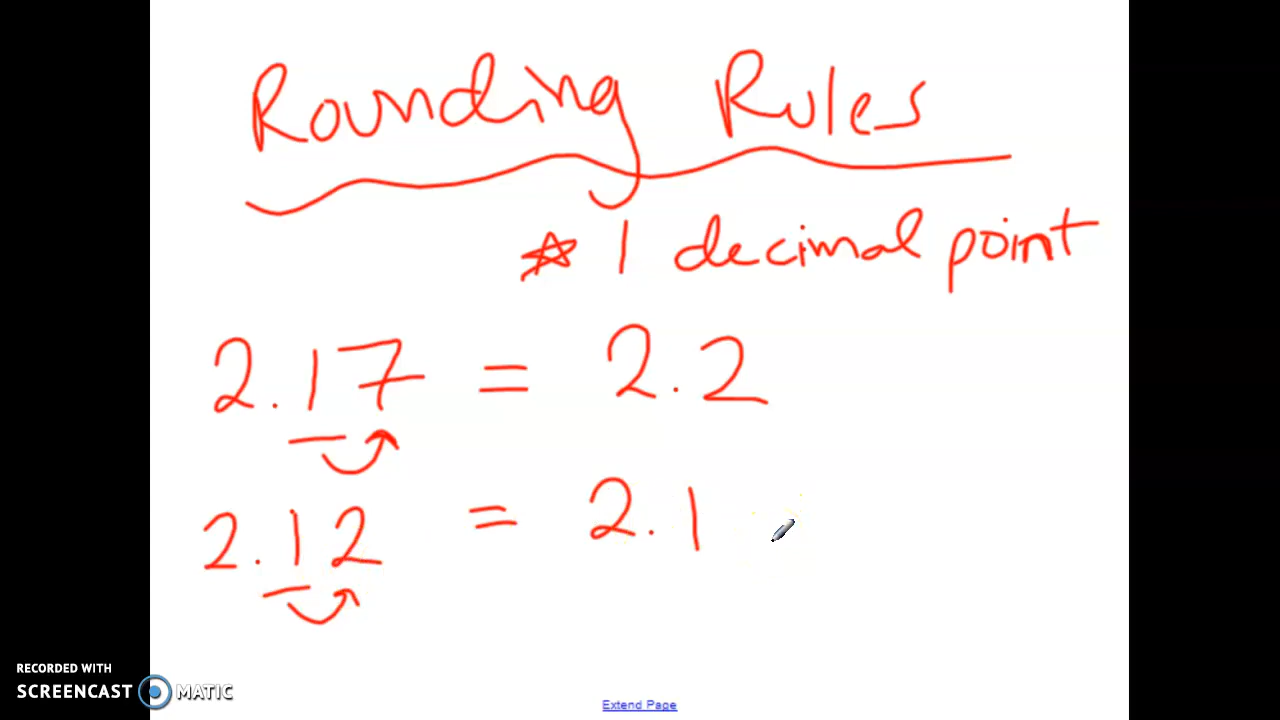 Rounding Rules
☆ 1 decimal point
2.17 = 2.2
2.12 = 2.1
RECORDED WITH
SCREENCAST MATIC
Extend Page